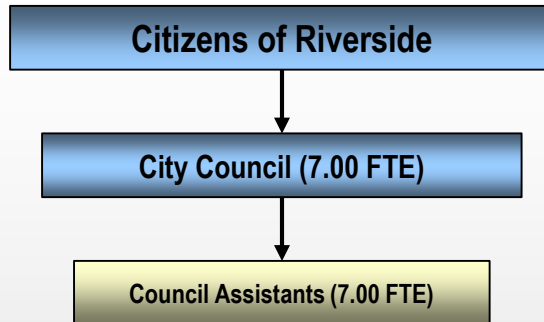 Citizens of Riverside
City Council (7.00 FTE)
Council Assistants (7.00 FTE)